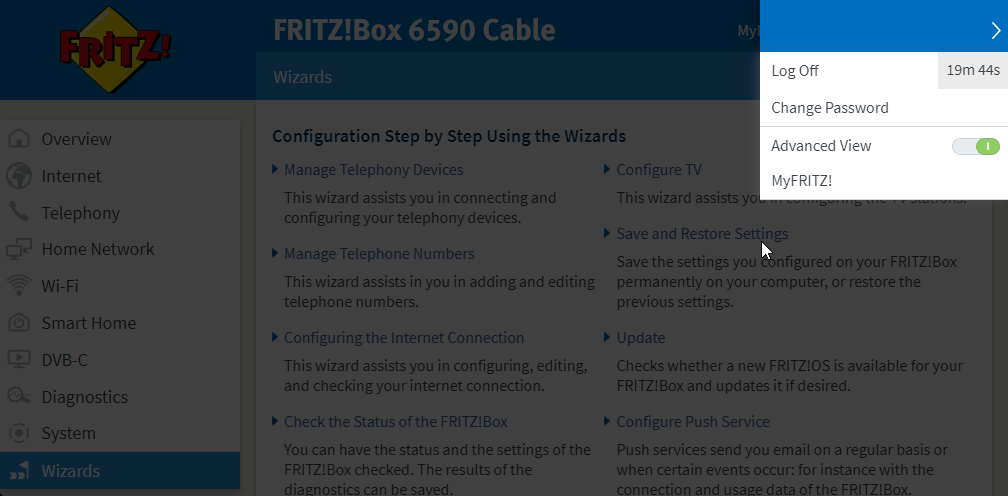 FRITZ!
FRITZ!Box 6590 Cable
Wizards
Log Off
19m 44s
Change Password
Advanced View
MyFRITZ!
Overview
Internet
Telephony
Home Network
Wi-Fi
Smart Home
DVB-C
Diagnostics
System
Wizards
Configuration Step by Step Using the Wizards
Manage Telephony Devices
This wizard assists you in connecting and
configuring your telephony devices.
Manage Telephone Numbers
This wizard assists in you in adding and editing
telephone numbers.
Configuring the Internet Connection
This wizard assists you in configuring, editing,
and checking your internet connection.
Check the Status of the FRITZ!Box
You can have the status and the settings of the
FRITZ!Box checked. The results of the
diagnostics can be saved.
Configure TV
This wizard assists you in configuring the TV stations.
Save and Restore Settings
Save the settings you configured on your FRITZ!Box
permanently on your computer, or restore the
previous settings.
Update
Checks whether a new FRITZ!OS is available for your
FRITZ!Box and updates it if desired.
Configure Push Service
Push services send you email on a regular basis or
when certain events occur: for instance with the
connection and usage data of the FRITZ!Box.